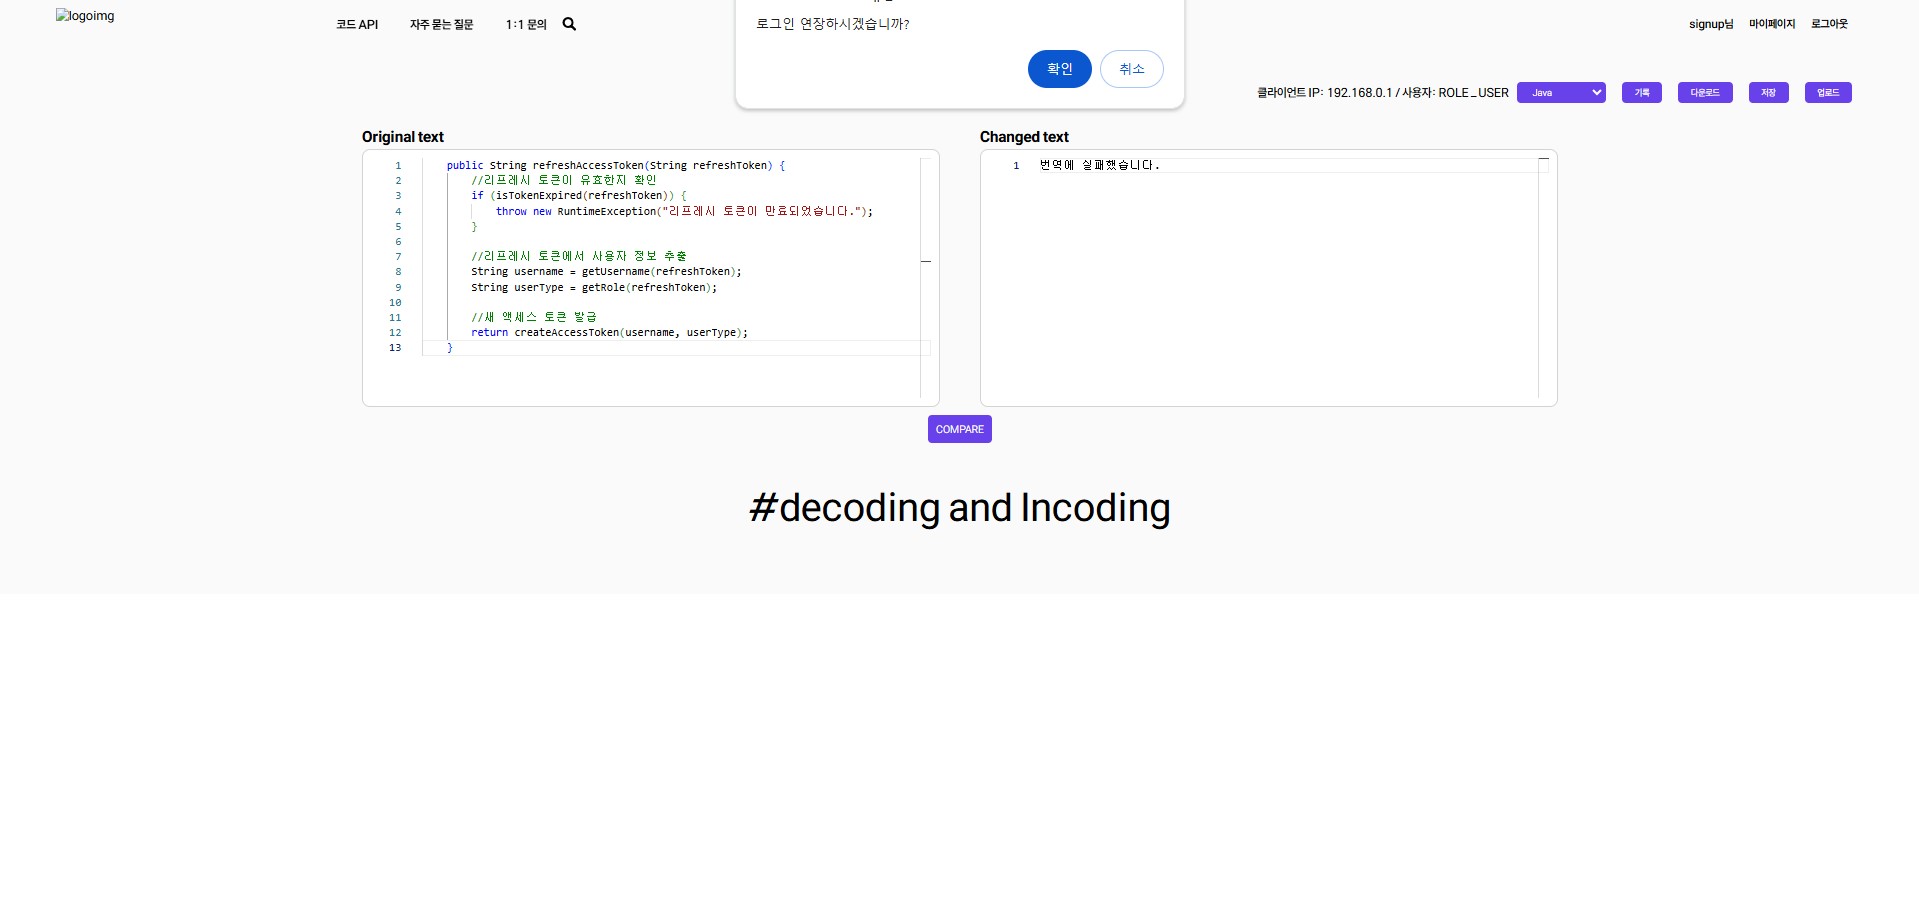 logoimg
코드 API
자주 묻는 질문
1:1 문의
로그인 연장하시겠습니까?
확인
취소
signup님
마이페이지
로그아웃
클라이언트 IP: 192.168.0.1 / 사용자: ROLE_USER
Java
기록
다운로드
저장
업로드
Original text
1 public String refreshAccessToken(String refreshToken) {
2 //리프레시 토큰이 유효한지 확인
3 if (isTokenExpired(refreshToken)) {
4 throw new RuntimeException("리프레시 토큰이 만료되었습니다.");
5 }
6
7 //리프레시 토큰에서 사용자 정보 추출
8 String username = getUsername(refreshToken);
9 String userType = getRole(refreshToken);
10
11 //새 액세스 토큰 발급
12 return createAccessToken(username, userType);
13 }
Changed text
1 번역에 실패했습니다.
COMPARE
#decoding and Incoding